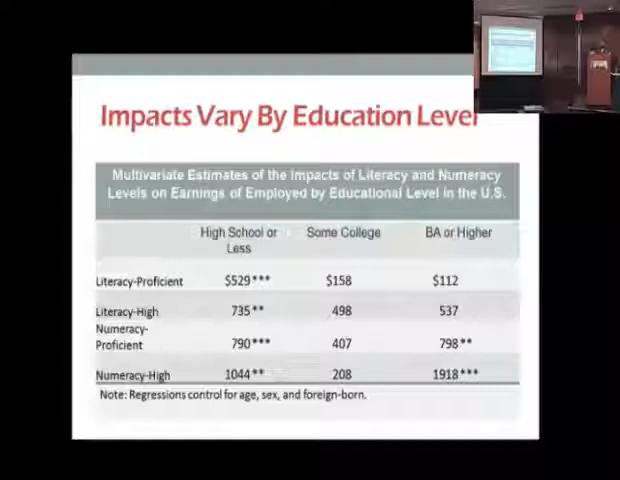 Impacts Vary By Education Level
Multivariate Estimates of the Impacts of Literacy and Numeracy
Levels on Earnings of Employed by Educational Level in the U.S.
High School or Some College BA or Higher
Less
Literacy-Proficient $529*** $158 $112
Literacy-High 735** 498 537
Numeracy-
Proficient 790*** 407 798**
Numeracy-High 1044** 208 1918***
Note: Regressions control for age, sex, and foreign-born.